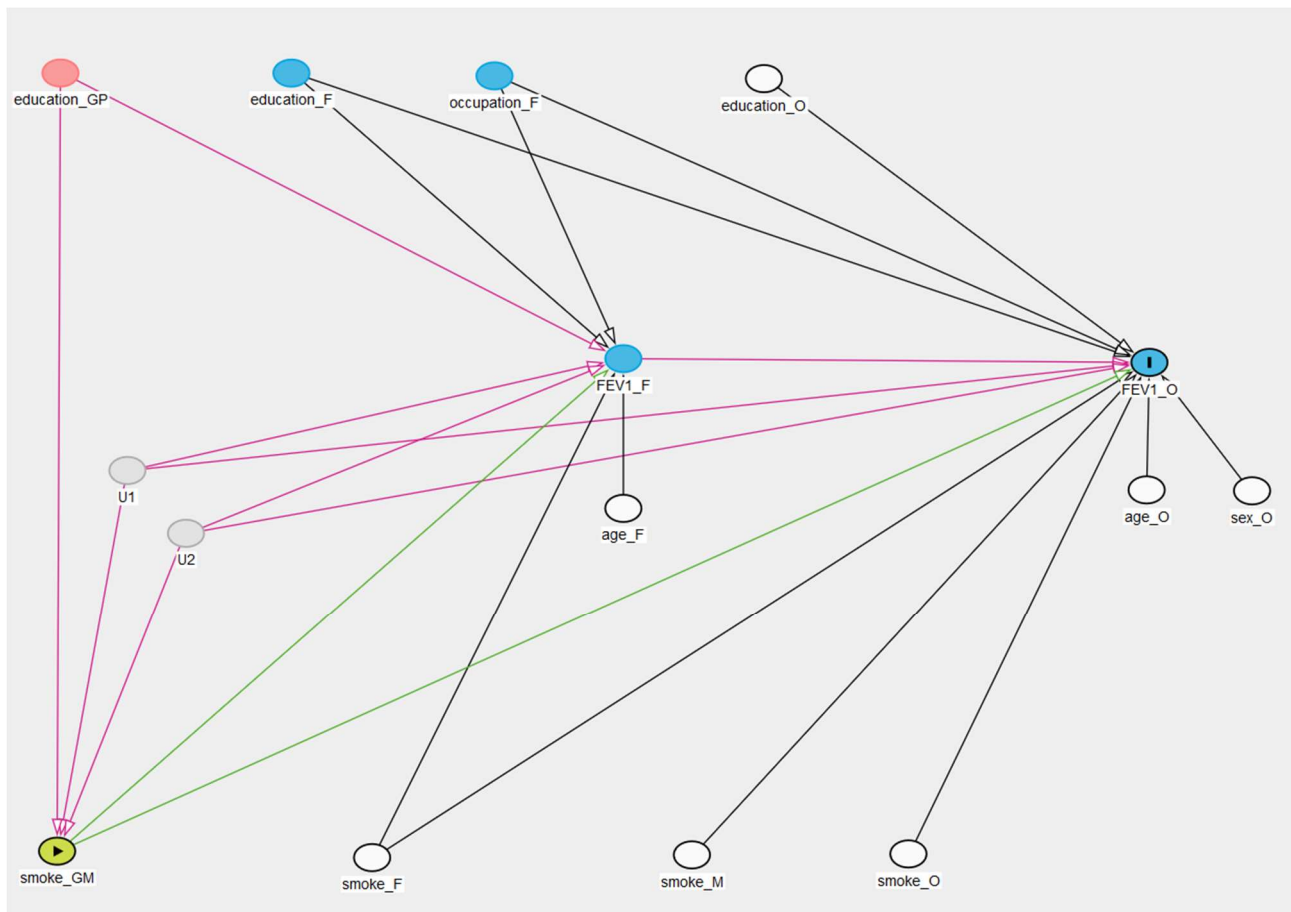 education_GP
education_F
occupation_F
education_O
FEV1_F
FEV1_O
U1
U2
age_F
age_O
sex_O
smoke_GM
smoke_F
smoke_M
smoke_O